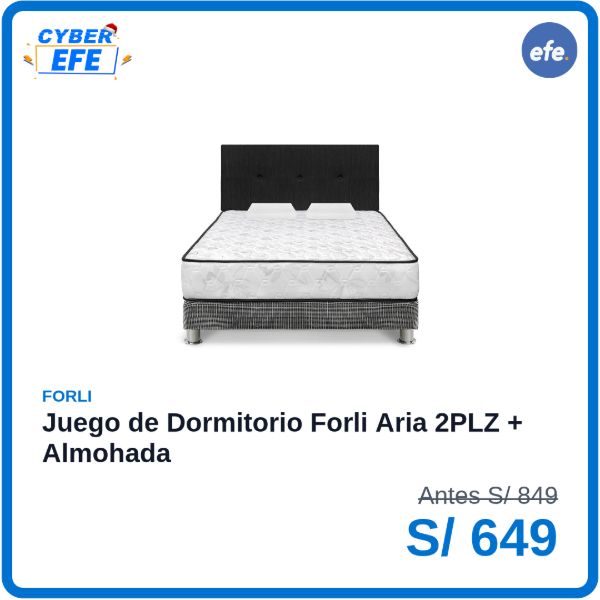 CYBER
EFE
efe.
FORLI
Juego de Dormitorio Forli Aria 2PLZ +
Almohada
Antes S/ 849
S/ 649